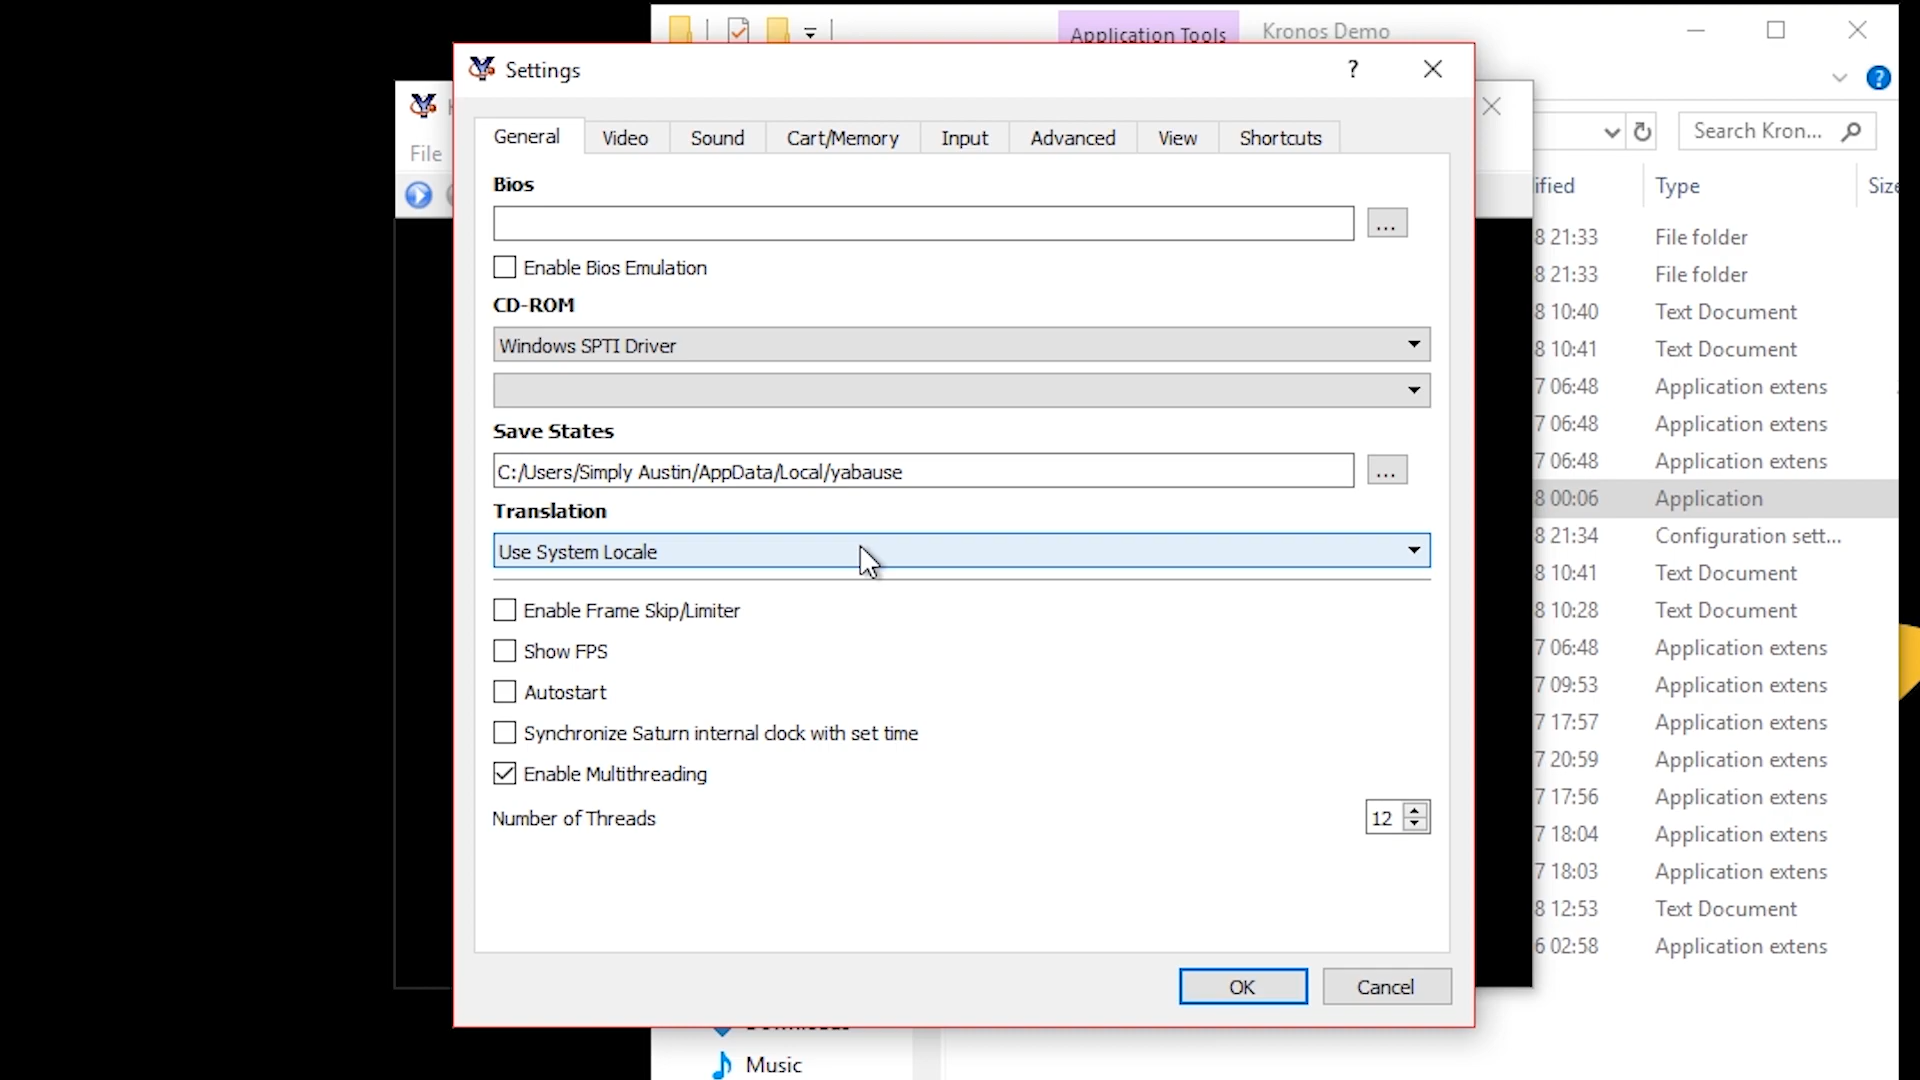 Application Tools
Kronos Demo
Settings
?
General
Video
Sound
Cart/Memory
Input
Advanced
View
Shortcuts
File
Search Kron...
Bios
...
Enable Bios Emulation
CD-ROM
Windows SPTI Driver
Save States
C:/Users/Simply Austin/AppData/Local/yabause
...
Translation
Use System Locale
Enable Frame Skip/Limiter
Show FPS
Autostart
Synchronize Saturn internal clock with set time
Enable Multithreading
Number of Threads
12
OK
Cancel
ified
Type
Size
8 21:33 File folder
8 21:33 File folder
8 10:40 Text Document
8 10:41 Text Document
7 06:48 Application extens
7 06:48 Application extens
7 06:48 Application extens
8 00:06 Application
8 21:34 Configuration sett...
8 10:41 Text Document
8 10:28 Text Document
7 06:48 Application extens
7 09:53 Application extens
7 17:57 Application extens
7 20:59 Application extens
7 17:56 Application extens
7 18:04 Application extens
7 18:03 Application extens
8 12:53 Text Document
6 02:58 Application extens
Music